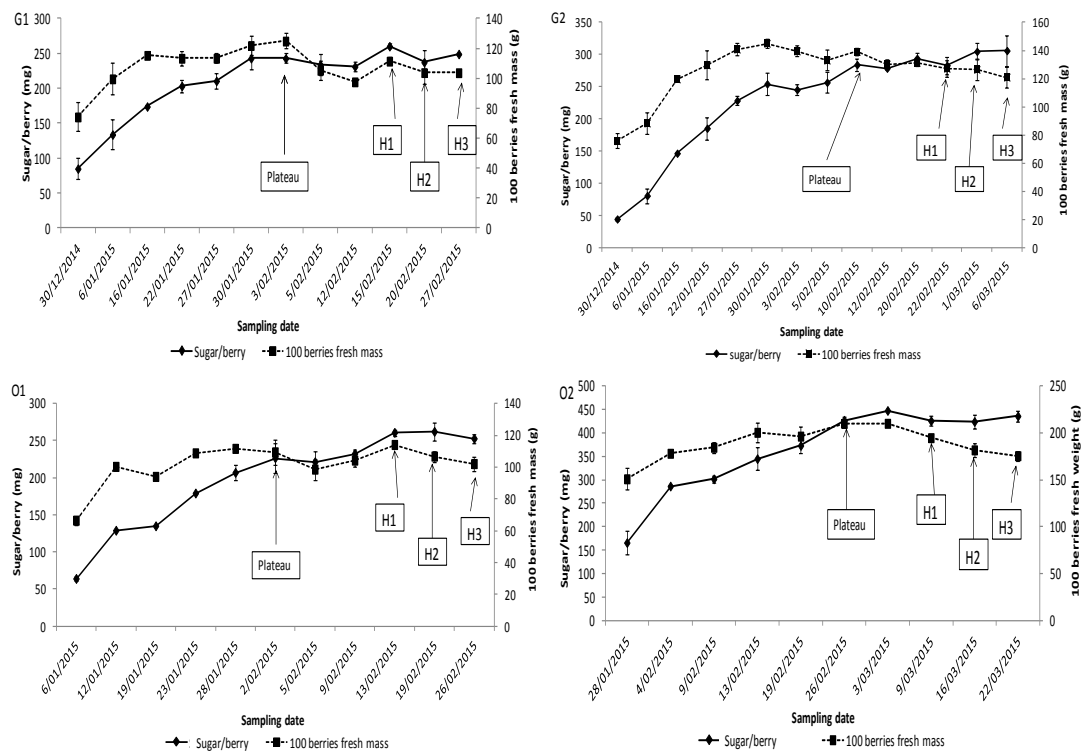 G1
300
250
200
150
100
50
0
Sugar/berry (mg)
140
120
100
80
60
40
20
0
100 berries fresh mass (g)
Plateau
H1
H2
H3
30/12/2014
6/01/2015
16/01/2015
22/01/2015
27/01/2015
30/01/2015
3/02/2015
5/02/2015
12/02/2015
15/02/2015
20/02/2015
27/02/2015
Sampling date
Sugar/berry
100 berries fresh mass
G2
350
300
250
200
150
100
50
0
Sugar/berry (mg)
160
140
120
100
80
60
40
20
0
100 berries fresh mass (g)
Plateau
H1
H2
H3
30/12/2014
6/01/2015
16/01/2015
22/01/2015
27/01/2015
30/01/2015
3/02/2015
5/02/2015
10/02/2015
12/02/2015
20/02/2015
22/02/2015
1/03/2015
6/03/2015
Sampling date
sugar/berry
100 berries fresh mass
O1
300
250
200
150
100
50
0
Sugar/berry (mg)
140
120
100
80
60
40
20
0
100 berries fresh mass (g)
Plateau
H1
H2
H3
6/01/2015
12/01/2015
19/01/2015
23/01/2015
28/01/2015
2/02/2015
5/02/2015
9/02/2015
13/02/2015
19/02/2015
26/02/2015
Sampling date
Sugar/berry
100 berries fresh mass
O2
500
450
400
350
300
250
200
150
100
50
0
Sugar/berry (mg)
250
200
150
100
50
0
100 berries fresh weight (g)
Plateau
H1
H2
H3
28/01/2015
4/02/2015
9/02/2015
13/02/2015
19/02/2015
26/02/2015
3/03/2015
9/03/2015
16/03/2015
22/03/2015
Sampling date
Sugar/berry
100 berries fresh mass